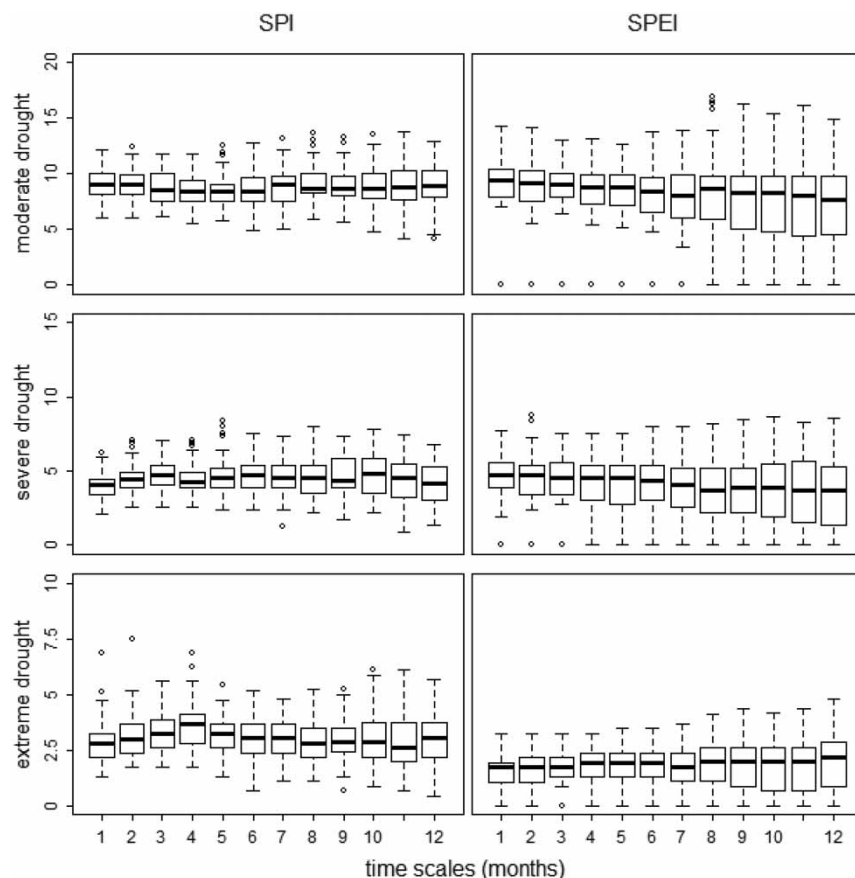 SPI SPEI
moderate drought
0 5 10 15 20
severe drought
0 5 10 15
extreme drought
0 2.5 5 7.5 10
1 2 3 4 5 6 7 8 9 10 12 1 2 3 4 5 6 7 8 9 10 12
time scales (months)